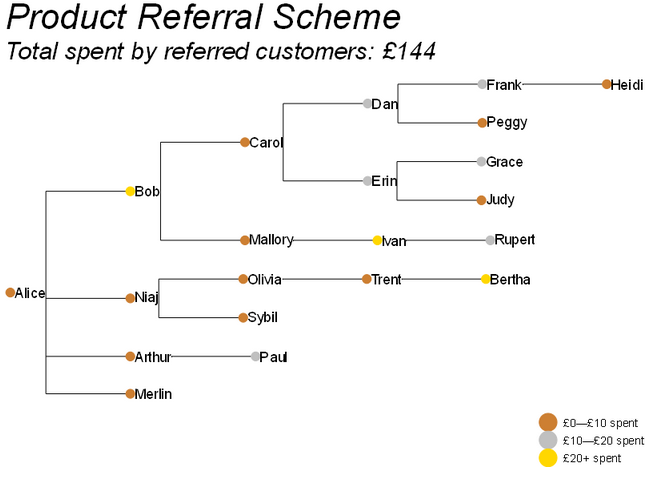 Product Referral Scheme
Total spent by referred customers: £144
Frank
Heidi
Dan
Peggy
Carol
Grace
Erin
Bob
Judy
Mallory
Ivan
Rupert
Olivia
Trent
Bertha
Alice
Niaj
Sybil
Arthur
Paul
Merlin
£0—£10 spent
£10—£20 spent
£20+ spent